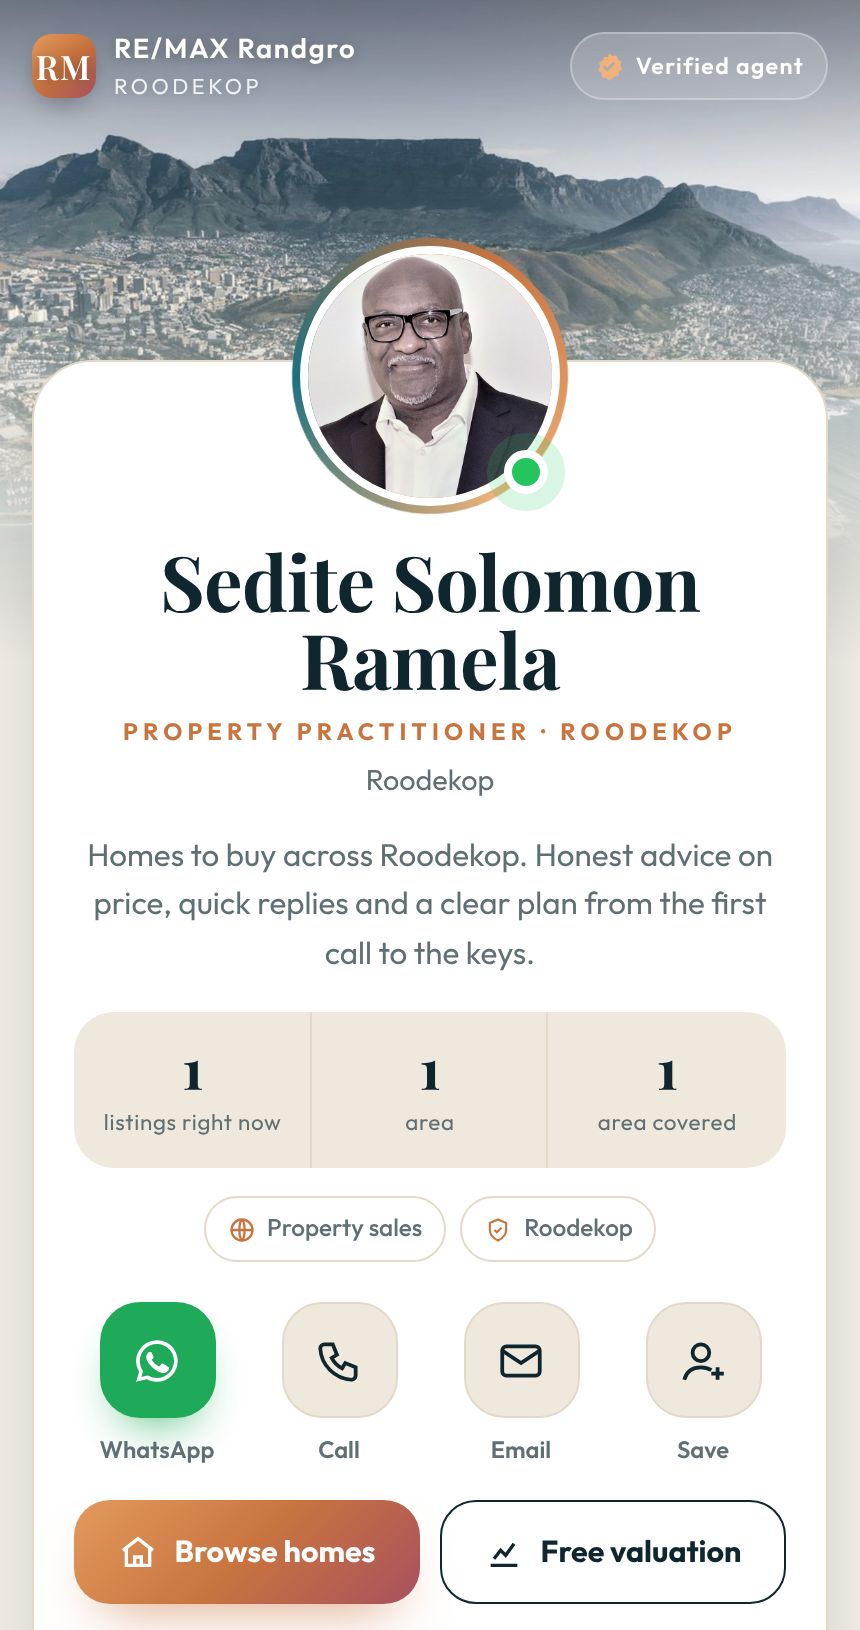 RM
RE/MAX Randgro
ROODEKOP
Verified agent
Sedite Solomon
Ramela
PROPERTY PRACTITIONER · ROODEKOP
Roodekop
Homes to buy across Roodekop. Honest advice on
price, quick replies and a clear plan from the first
call to the keys.
1
listings right now
1
area
1
area covered
Property sales
Roodekop
WhatsApp
Call
Email
Save
Browse homes
Free valuation